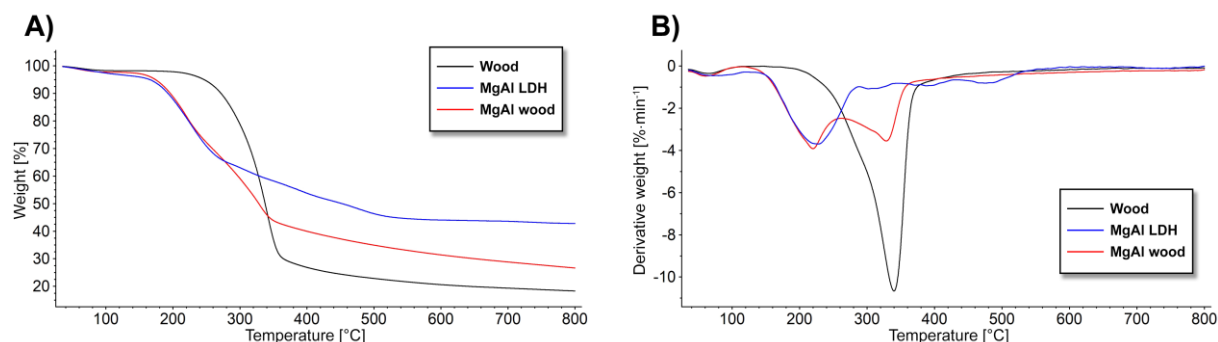 A)
100
90
80
70
60
50
40
30
20
Weight [%]
100 200 300 400 500 600 700 800
Temperature [°C]
Wood
MgAl LDH
MgAl wood
B)
0
-2
-4
-6
-8
-10
Derivative weight [%·min⁻¹]
100 200 300 400 500 600 700 800
Temperature [°C]
Wood
MgAl LDH
MgAl wood